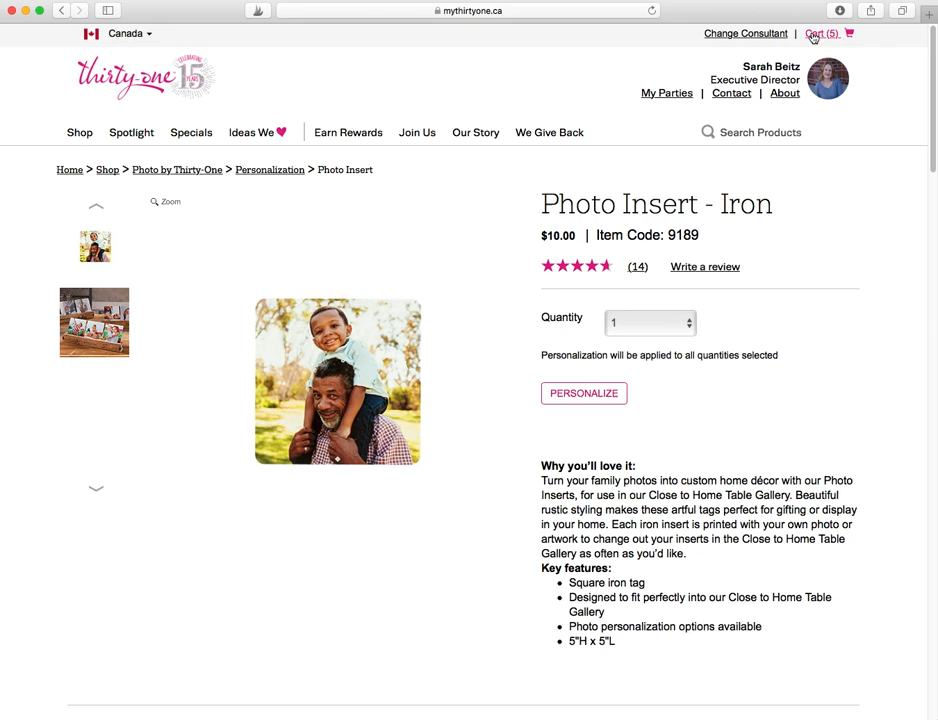 mythirtyone.ca
Canada
Change Consultant | Cart (5)
thirty-one CELEBRATING 15 YEARS
Sarah Beitz
Executive Director
My Parties | Contact | About
Shop Spotlight Specials Ideas We Earn Rewards Join Us Our Story We Give Back Search Products
Home > Shop > Photo by Thirty-One > Personalization > Photo Insert
Zoom
Photo Insert - Iron
$10.00 | Item Code: 9189
(14) Write a review
Quantity 1
Personalization will be applied to all quantities selected
PERSONALIZE
Why you'll love it:
Turn your family photos into custom home décor with our Photo
Inserts, for use in our Close to Home Table Gallery. Beautiful
rustic styling makes these artful tags perfect for gifting or display
in your home. Each iron insert is printed with your own photo or
artwork to change out your inserts in the Close to Home Table
Gallery as often as you'd like.
Key features:
• Square iron tag
• Designed to fit perfectly into our Close to Home Table
Gallery
• Photo personalization options available
• 5"H x 5"L